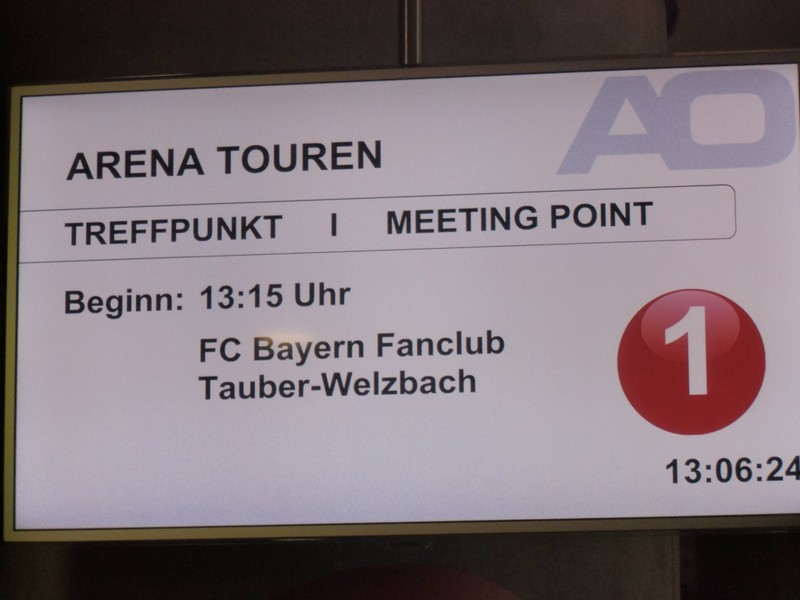 AO
ARENA TOUREN
TREFFPUNKT I MEETING POINT
Beginn: 13:15 Uhr
FC Bayern Fanclub
Tauber-Welzbach
1
13:06:24